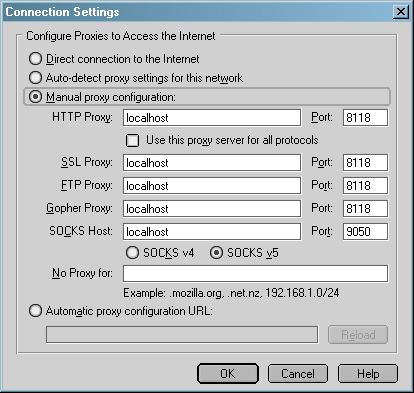 Connection Settings
Configure Proxies to Access the Internet
Direct connection to the Internet
Auto-detect proxy settings for this network
Manual proxy configuration:
HTTP Proxy: localhost Port: 8118
Use this proxy server for all protocols
SSL Proxy: localhost Port: 8118
FTP Proxy: localhost Port: 8118
Gopher Proxy: localhost Port: 8118
SOCKS Host: localhost Port: 9050
SOCKS v4 SOCKS v5
No Proxy for:
Example: .mozilla.org, .net.nz, 192.168.1.0/24
Automatic proxy configuration URL:
Reload
OK Cancel Help